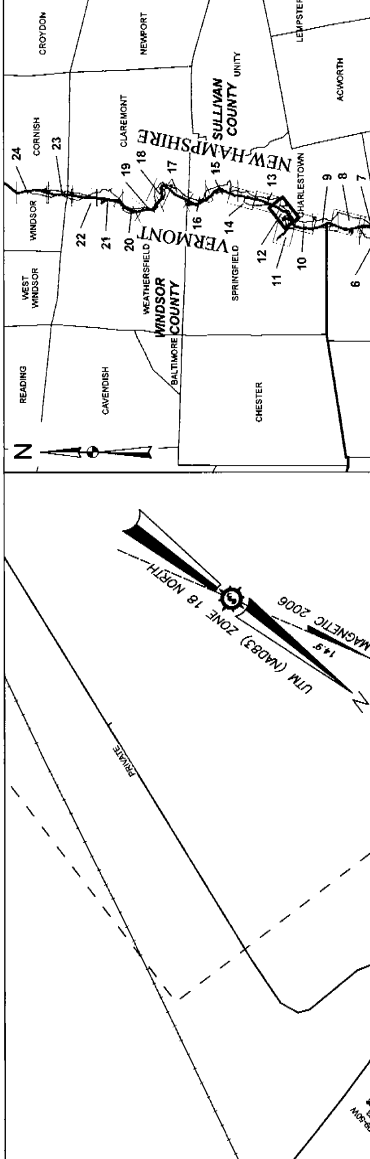 N
READING
WEST
WINDSOR
WINDSOR
24
CORNISH
CROYDON
23
22
CAVENDISH
21
CLAREMONT
20
19
18
WEATHERSFIELD
17
NEWPORT
WINDSOR
COUNTY
BALTIMORE
NEW HAMPSHIRE
VERMONT
16
15
SULLIVAN
COUNTY
UNITY
14
SPRINGFIELD
13
12
11
CHARLESTOWN
LEMPSTER
10
9
8
7
6
CHESTER
ACWORTH
PRIVATE
UTM (NAD83) ZONE 18 NORTH
MAGNETIC 2006
14.9°
N